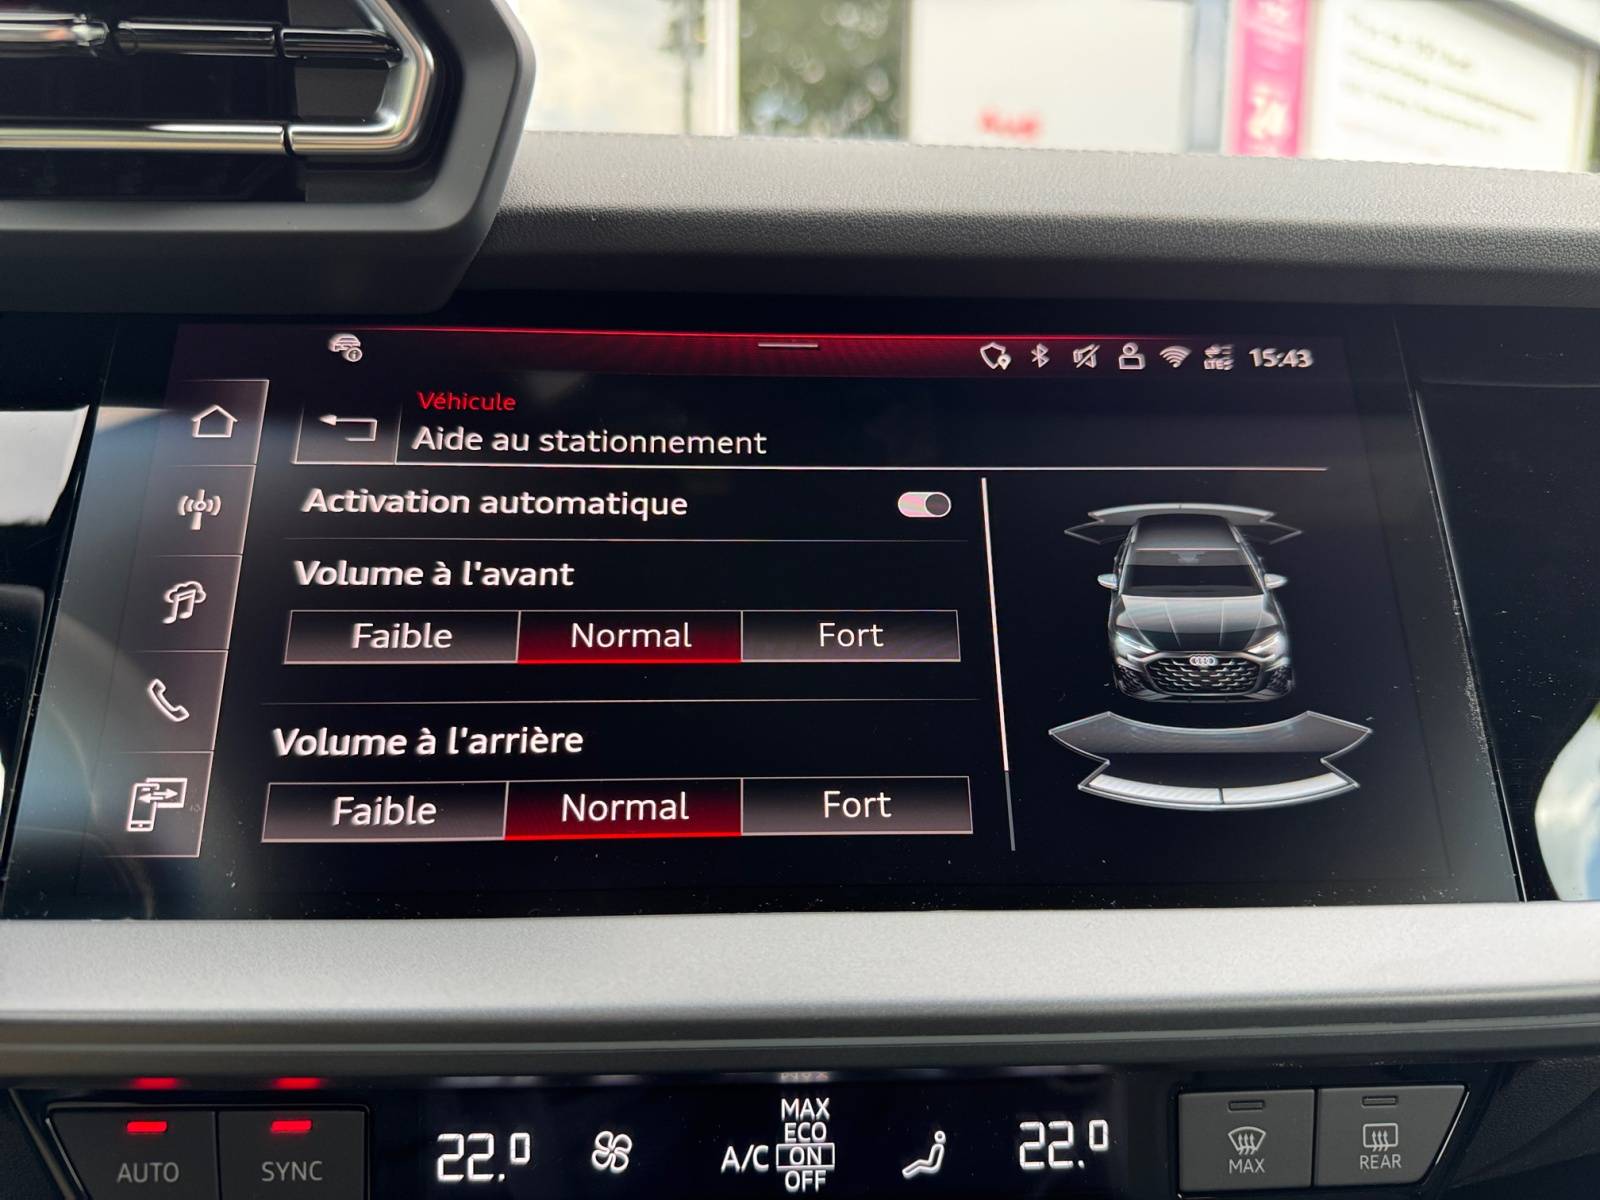 15:43
Véhicule
Aide au stationnement
Activation automatique
Volume à l'avant
Faible Normal Fort
Volume à l'arrière
Faible Normal Fort
AUTO SYNC
22.0
A/C
MAX
ECO
ON
OFF
22.0
MAX
REAR